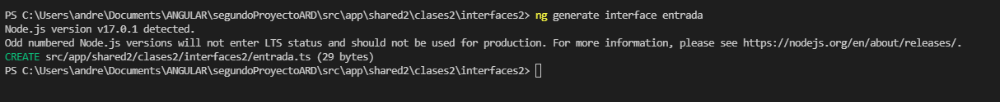 PS C:\Users\andre\Documents\ANGULAR\segundoProyectoARD\src\app\shared2\clases2\interfaces2> ng generate interface entrada
Node.js version v17.0.1 detected.
Odd numbered Node.js versions will not enter LTS status and should not be used for production. For more information, please see https://nodejs.org/en/about/releases/.
CREATE src/app/shared2/clases2/interfaces2/entrada.ts (29 bytes)
PS C:\Users\andre\Documents\ANGULAR\segundoProyectoARD\src\app\shared2\clases2\interfaces2>